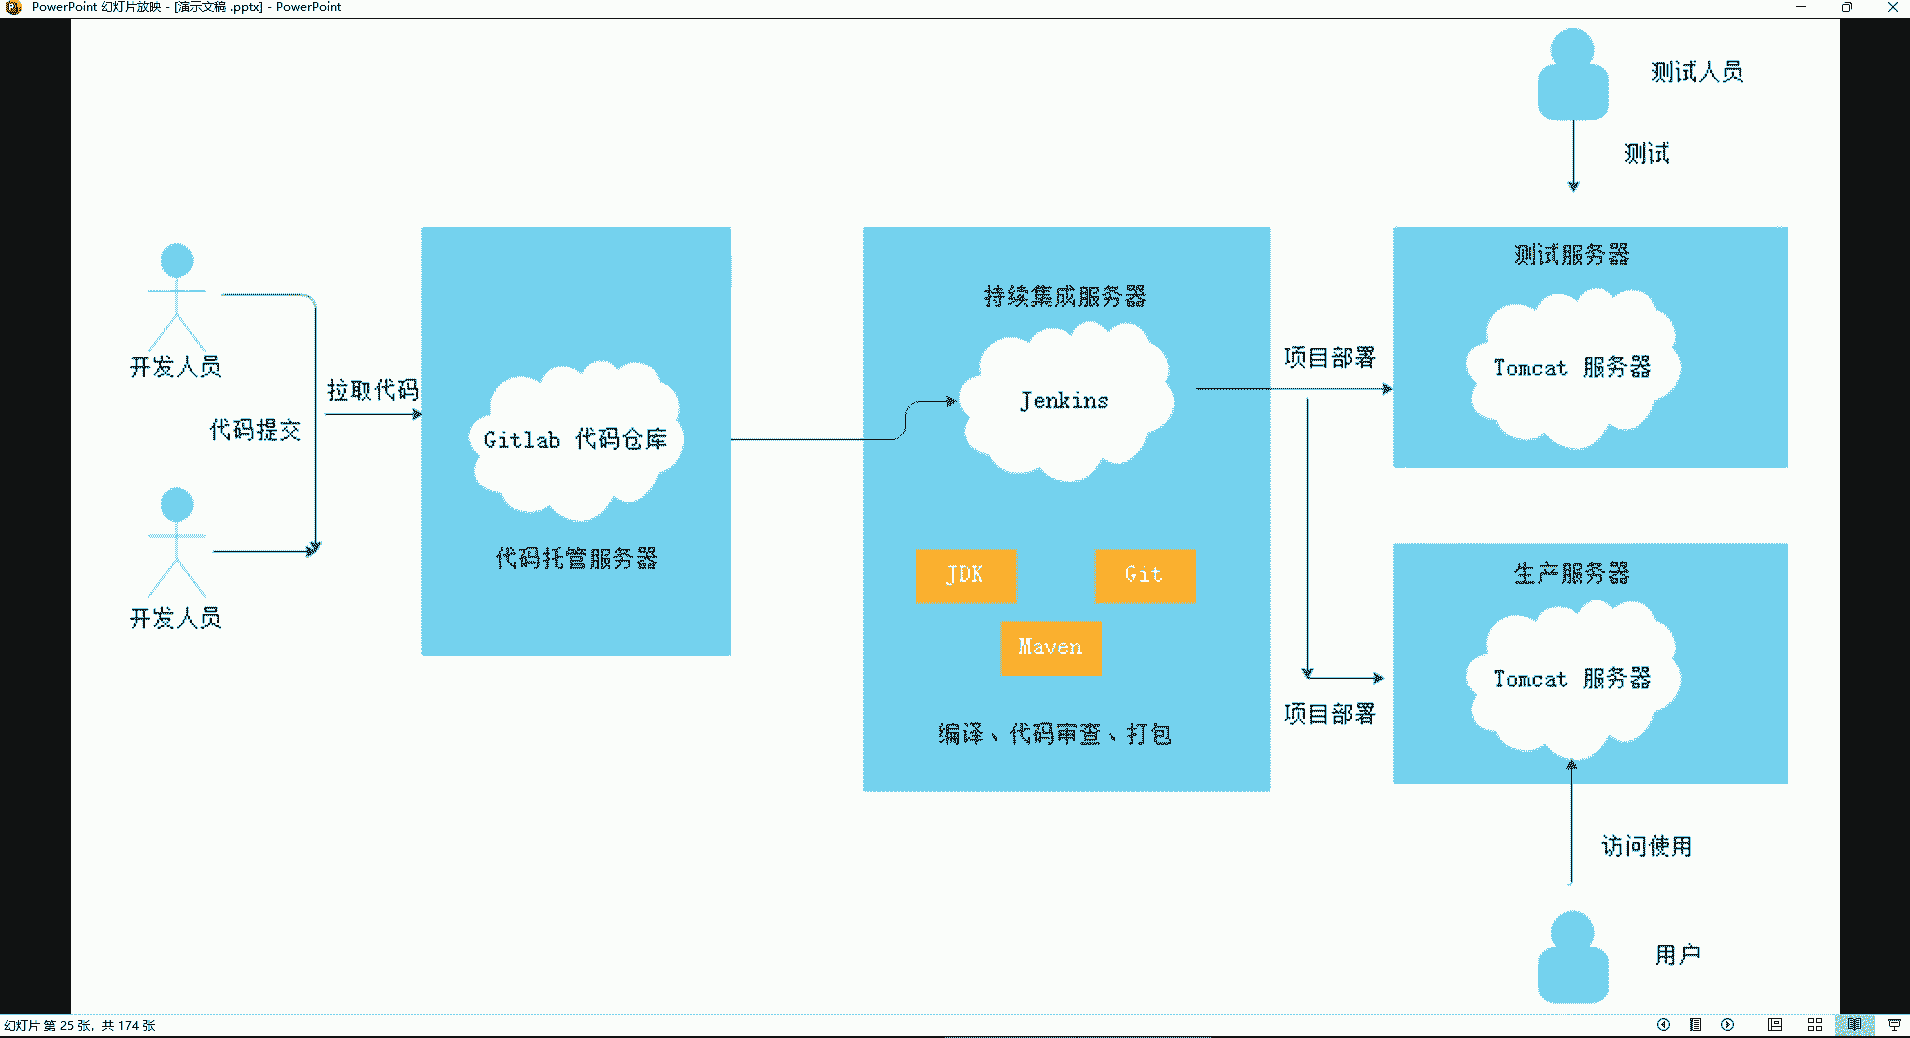 PowerPoint 幻灯片放映 - [演示文稿 .pptx] - PowerPoint
测试人员
测试
开发人员
代码提交
开发人员
拉取代码
Gitlab 代码仓库
代码托管服务器
持续集成服务器
Jenkins
JDK
Git
Maven
编译、代码审查、打包
项目部署
项目部署
测试服务器
Tomcat 服务器
生产服务器
Tomcat 服务器
访问使用
用户
幻灯片 第 25 张，共 174 张